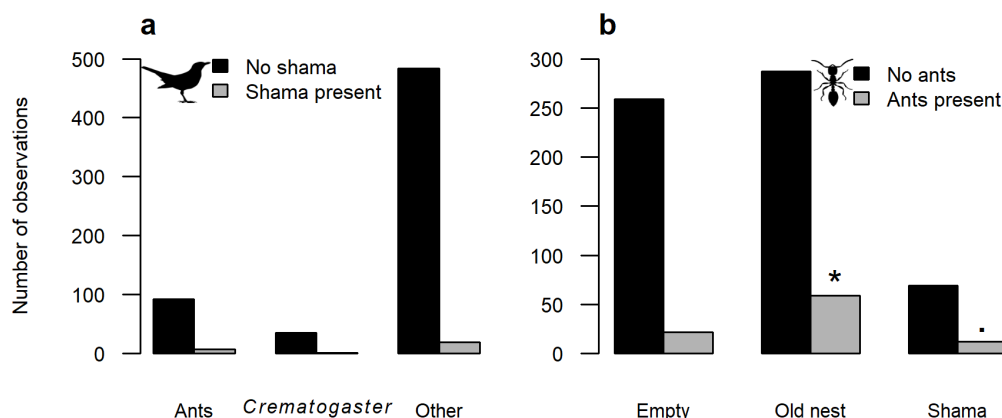 a
No shama
Shama present
Number of observations
500
400
300
200
100
0
Ants
Crematogaster
Other
b
No ants
Ants present
300
250
200
150
100
50
0
*
.
Empty
Old nest
Shama